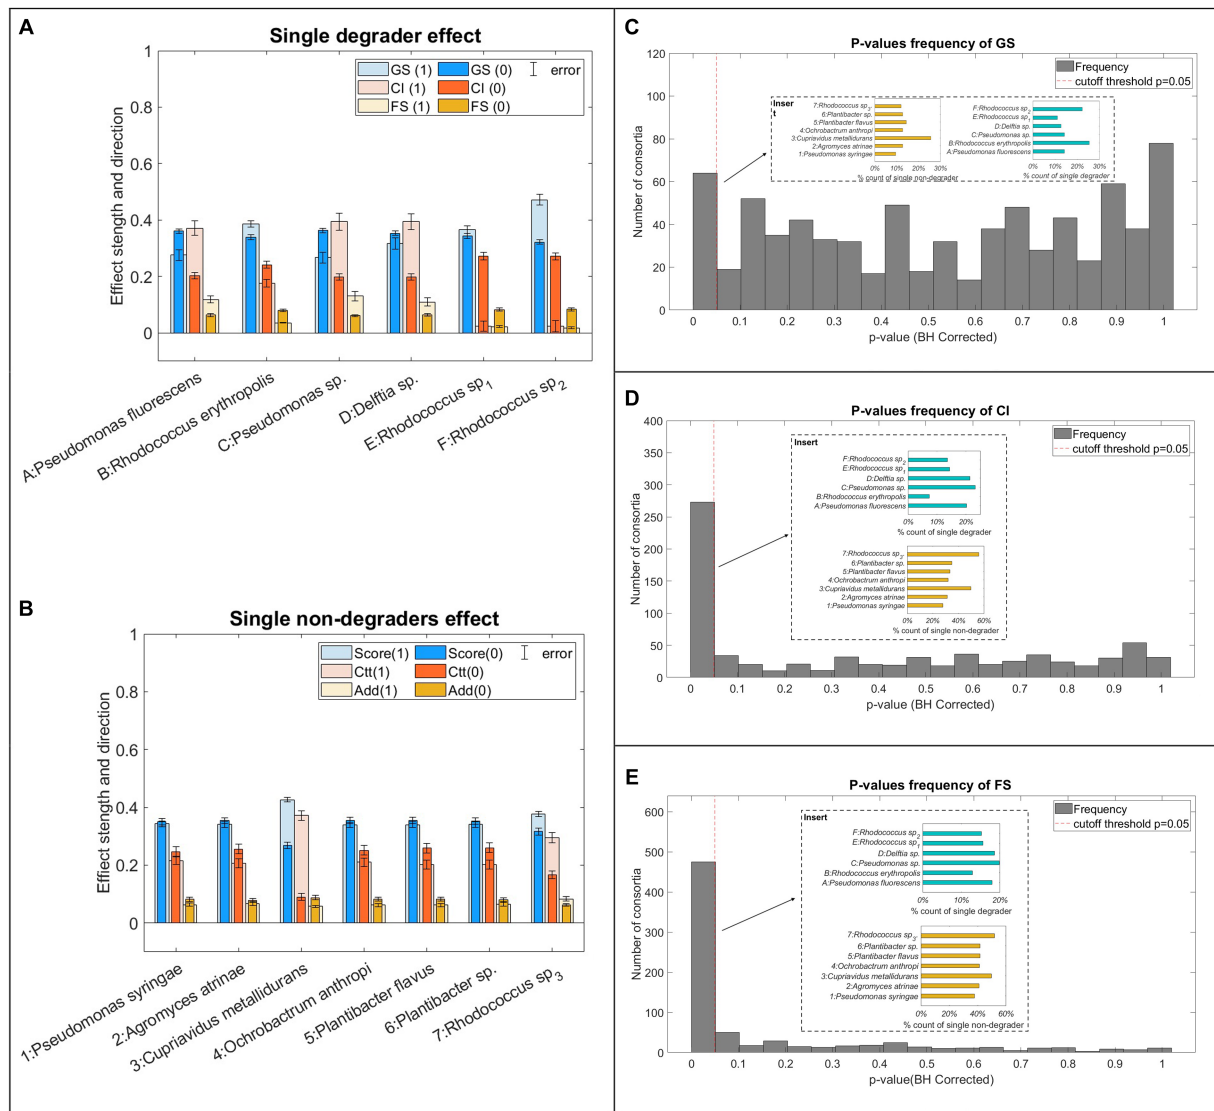 A
Single degrader effect
GS (1)
GS (0)
error
CI (1)
CI (0)
FS (1)
FS (0)
1
0.8
0.6
0.4
0.2
0
Effiect stength and direction
A:Pseudomonas fluorescens
B:Rhodococcus erythropolis
C:Pseudomonas sp.
D:Delftia sp.
E:Rhodococcus sp1
F:Rhodococcus sp2
B
Single non-degraders effect
Score(1)
Score(0)
error
Ctt(1)
Ctt(0)
Add(1)
Add(0)
1
0.8
0.6
0.4
0.2
0
Effect strength and direction
1:Pseudomonas syringae
2:Agromyces atrinae
3:Cupriavidus metallidurans
4:Ochrobactrum anthropi
5:Plantibacter flavus
6:Plantibacter sp.
7:Rhodococcus sp3
C
P-values frequency of GS
Frequency
cutoff threshold p=0.05
120
100
80
60
40
20
0
Number of consortia
Inser
t
7:Rhodococcus sp3'
6:Plantibacter sp.
5:Plantibacter flavus
4:Ochrobactrum anthropi
3:Cupriavidus metallidurans
2:Agromyces atrinae
1:Pseudomonas syringae
0% 10% 20% 30%
% count of single non-degrader
F:Rhodococcus sp2
E:Rhodococcus sp1
D:Delftia sp.
C:Pseudomonas sp.
B:Rhodococcus erythropolis
A:Pseudomonas fluorescens
0% 10% 20% 30%
% count of single degrader
0 0.1 0.2 0.3 0.4 0.5 0.6 0.7 0.8 0.9 1
p-value (BH Corrected)
D
P-values frequency of CI
Frequency
cutoff threshold p=0.05
400
350
300
250
200
150
100
50
0
Number of consortia
Insert
F:Rhodococcus sp2
E:Rhodococcus sp1
D:Delftia sp.
C:Pseudomonas sp.
B:Rhodococcus erythropolis
A:Pseudomonas fluorescens
0% 10% 20%
% count of single degrader
7:Rhodococcus sp3'
6:Plantibacter sp.
5:Plantibacter flavus
4:Ochrobactrum anthropi
3:Cupriavidus metallidurans
2:Agromyces atrinae
1:Pseudomonas syringae
0% 20% 40% 60%
% count of single non-degrader
0 0.1 0.2 0.3 0.4 0.5 0.6 0.7 0.8 0.9 1
p-value (BH Corrected)
E
P-values frequency of FS
Frequency
cutoff threshold p=0.05
600
500
400
300
200
100
0
Number of consortia
Insert
F:Rhodococcus sp2
E:Rhodococcus sp1
D:Delftia sp.
C:Pseudomonas sp.
B:Rhodococcus erythropolis
A:Pseudomonas fluorescens
0% 10% 20%
% count of single degrader
7:Rhodococcus sp3'
6:Plantibacter sp.
5:Plantibacter flavus
4:Ochrobactrum anthropi
3:Cupriavidus metallidurans
2:Agromyces atrinae
1:Pseudomonas syringae
0% 20% 40% 60%
% count of single non-degrader
0 0.1 0.2 0.3 0.4 0.5 0.6 0.7 0.8 0.9 1
p-value(BH Corrected)